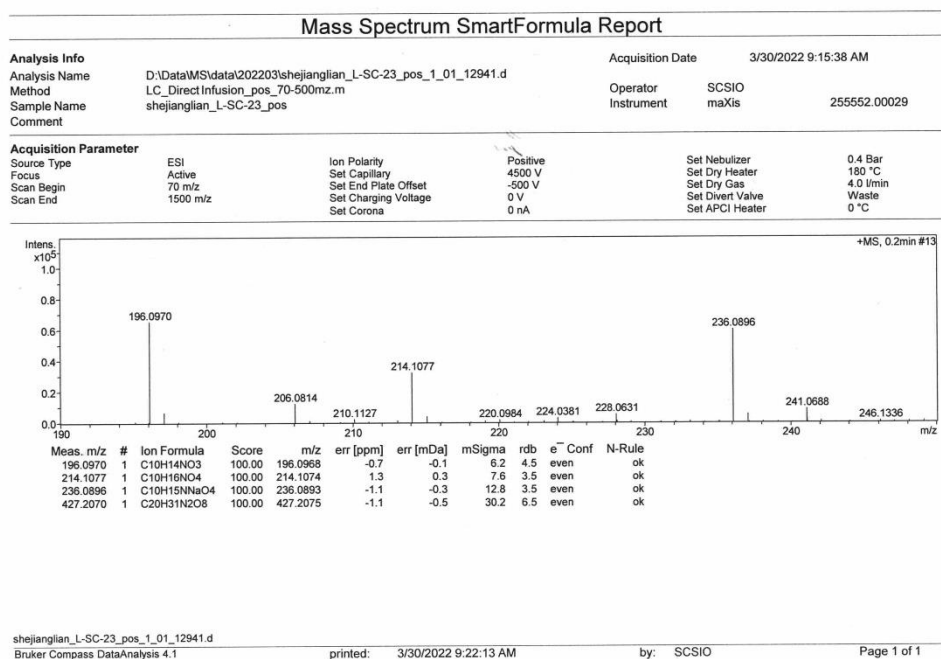 Mass Spectrum SmartFormula Report
Analysis Info Acquisition Date 3/30/2022 9:15:38 AM
Analysis Name D:\Data\MS\data\202203\shejianglian_L-SC-23_pos_1_01_12941.d
Method LC_Direct Infusion_pos_70-500mz.m Operator SCSIO
Sample Name shejianglian_L-SC-23_pos Instrument maXis 255552.00029
Comment
Acquisition Parameter
Source Type ESI Ion Polarity Positive Set Nebulizer 0.4 Bar
Focus Active Set Capillary 4500 V Set Dry Heater 180 °C
Scan Begin 70 m/z Set End Plate Offset -500 V Set Dry Gas 4.0 l/min
Scan End 1500 m/z Set Charging Voltage 0 V Set Divert Valve Waste
Set Corona 0 nA Set APCI Heater 0 °C
Intens. +MS, 0.2min #13
x10⁵
1.0
0.8
196.0970
236.0896
0.6
0.4
214.1077
0.2
206.0814 241.0688
210.1127 220.0984 224.0381 228.0631 246.1336
0.0
190 200 210 220 230 240 m/z
Meas. m/z # Ion Formula Score m/z err [ppm] err [mDa] mSigma rdb e⁻ Conf N-Rule
196.0970 1 C10H14NO3 100.00 196.0968 -0.7 -0.1 6.2 4.5 even ok
214.1077 1 C10H16NO4 100.00 214.1074 1.3 0.3 7.6 3.5 even ok
236.0896 1 C10H15NNaO4 100.00 236.0893 -1.1 -0.3 12.8 3.5 even ok
427.2070 1 C20H31N2O8 100.00 427.2075 -1.1 -0.5 30.2 6.5 even ok
shejianglian_L-SC-23_pos_1_01_12941.d
Bruker Compass DataAnalysis 4.1 printed: 3/30/2022 9:22:13 AM by: SCSIO Page 1 of 1